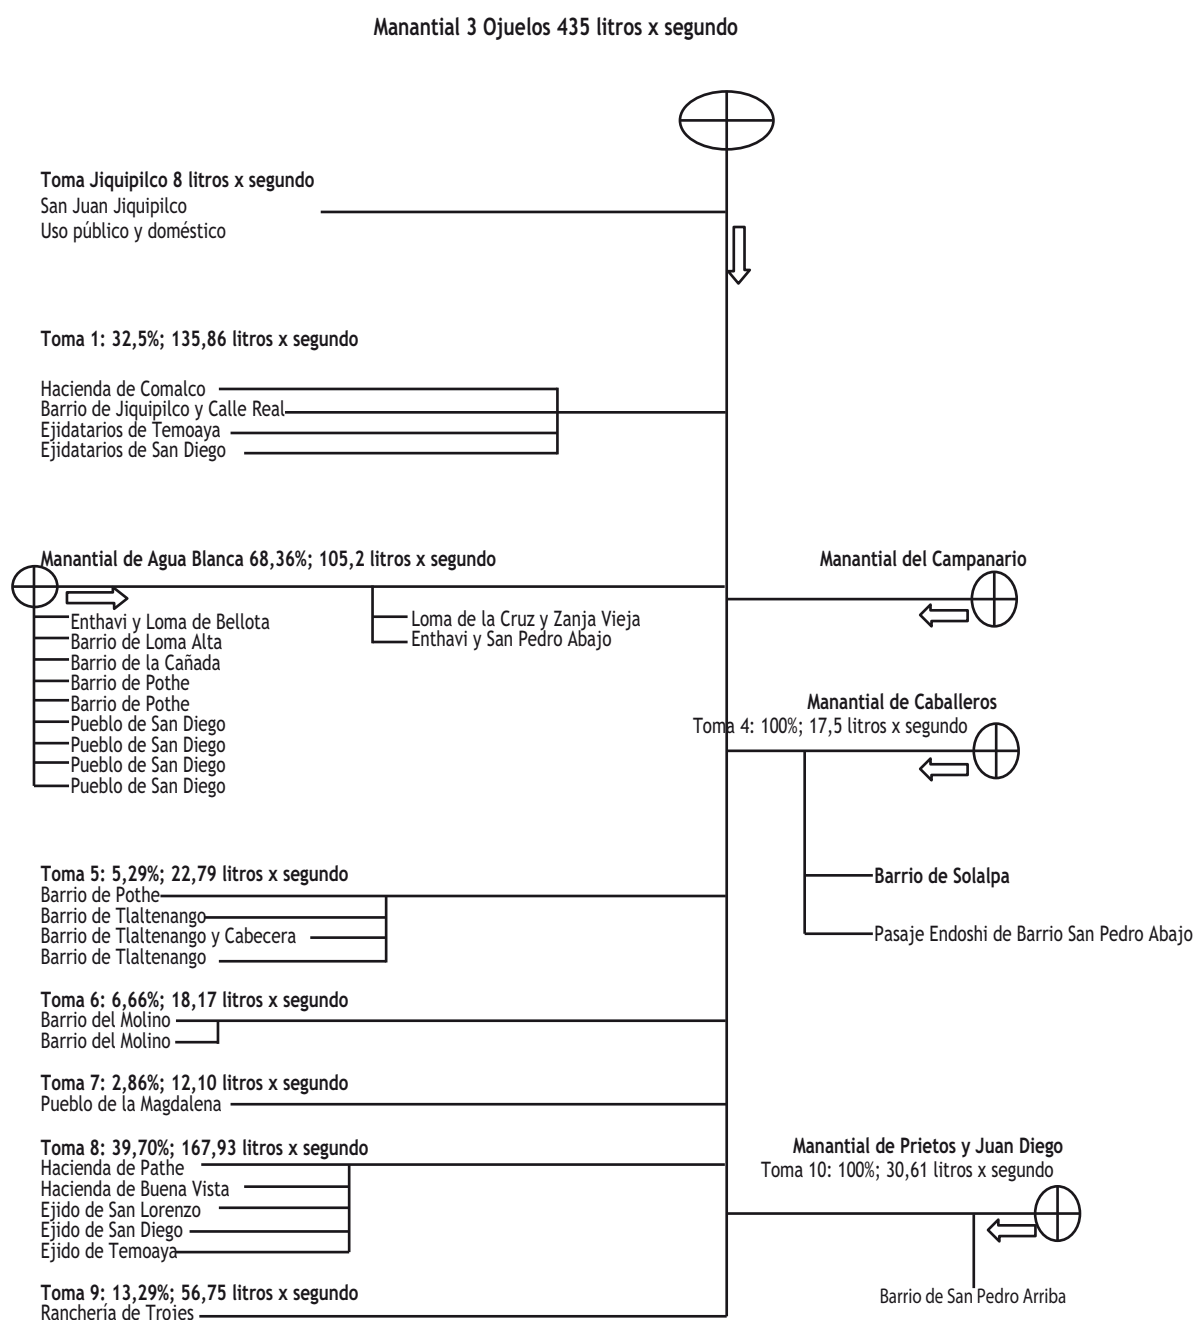 Manantial 3 Ojuelos 435 litros x segundo
Toma Jiquipilco 8 litros x segundo
San Juan Jiquipilco
Uso público y doméstico
Toma 1: 32,5%; 135,86 litros x segundo
Hacienda de Comalco
Barrio de Jiquipilco y Calle Real
Ejidatarios de Temoaya
Ejidatarios de San Diego
Manantial de Agua Blanca 68,36%; 105,2 litros x segundo
Enthavi y Loma de Bellota
Barrio de Loma Alta
Barrio de la Cañada
Barrio de Pothe
Barrio de Pothe
Pueblo de San Diego
Pueblo de San Diego
Pueblo de San Diego
Pueblo de San Diego
Loma de la Cruz y Zanja Vieja
Enthavi y San Pedro Abajo
Manantial del Campanario
Manantial de Caballeros
Toma 4: 100%; 17,5 litros x segundo
Barrio de Solalpa
Pasaje Endoshi de Barrio San Pedro Abajo
Toma 5: 5,29%; 22,79 litros x segundo
Barrio de Pothe
Barrio de Tlaltenango
Barrio de Tlaltenango y Cabecera
Barrio de Tlaltenango
Toma 6: 6,66%; 18,17 litros x segundo
Barrio del Molino
Barrio del Molino
Toma 7: 2,86%; 12,10 litros x segundo
Pueblo de la Magdalena
Toma 8: 39,70%; 167,93 litros x segundo
Hacienda de Pathe
Hacienda de Buena Vista
Ejido de San Lorenzo
Ejido de San Diego
Ejido de Temoaya
Manantial de Prietos y Juan Diego
Toma 10: 100%; 30,61 litros x segundo
Barrio de San Pedro Arriba
Toma 9: 13,29%; 56,75 litros x segundo
Ranchería de Trojes